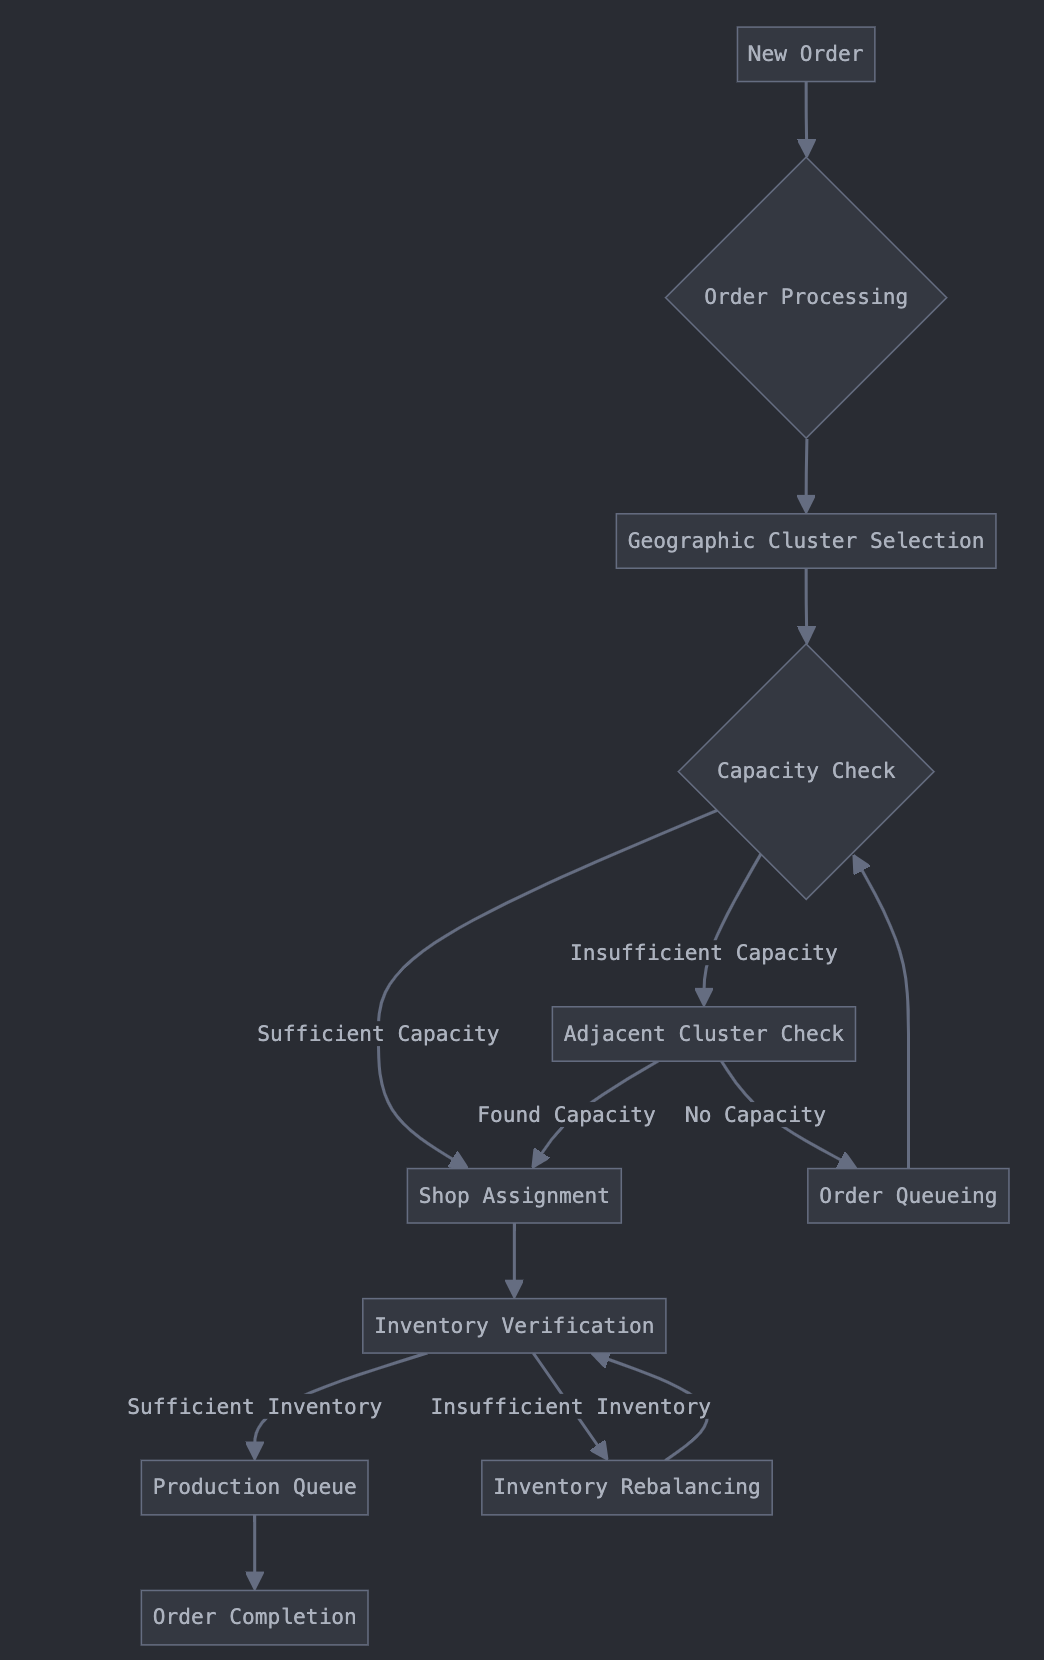 New Order
Order Processing
Geographic Cluster Selection
Capacity Check
Insufficient Capacity
Sufficient Capacity
Adjacent Cluster Check
Found Capacity
No Capacity
Shop Assignment
Order Queueing
Inventory Verification
Sufficient Inventory
Insufficient Inventory
Production Queue
Inventory Rebalancing
Order Completion